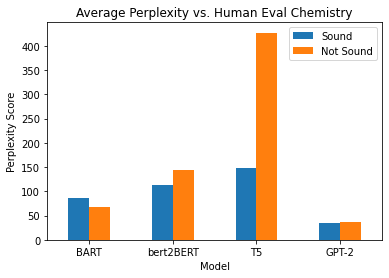 Average Perplexity vs. Human Eval Chemistry
Sound
Not Sound
Perplexity Score
400
350
300
250
200
150
100
50
0
BART bert2BERT T5 GPT-2
Model